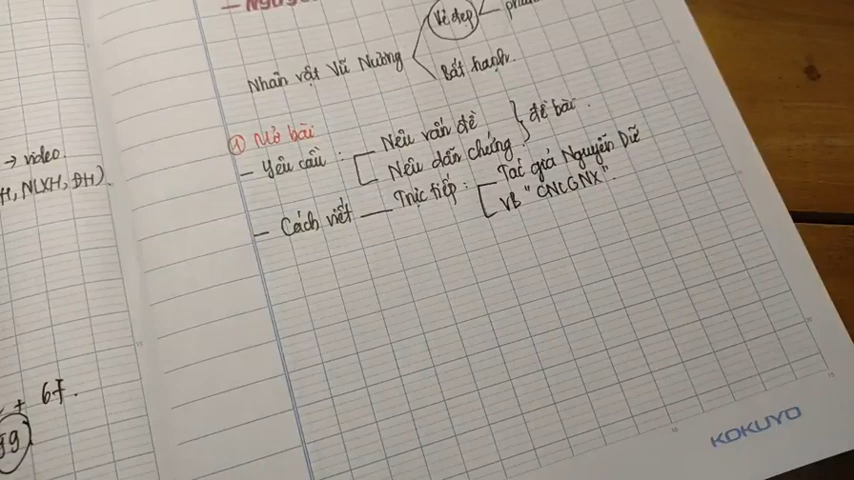 → video
NLXH, ĐH).
+ 6đ.
Vẻ đẹp
Nhân vật Vũ Nương
Bất hạnh.
① Mở bài
- Yêu cầu : Nêu vấn đề
Nêu dẫn chứng } đề bài.
- Cách viết — Trực tiếp : Tác giả Nguyễn Dữ
VB "CNCGNX".
KOKUYO